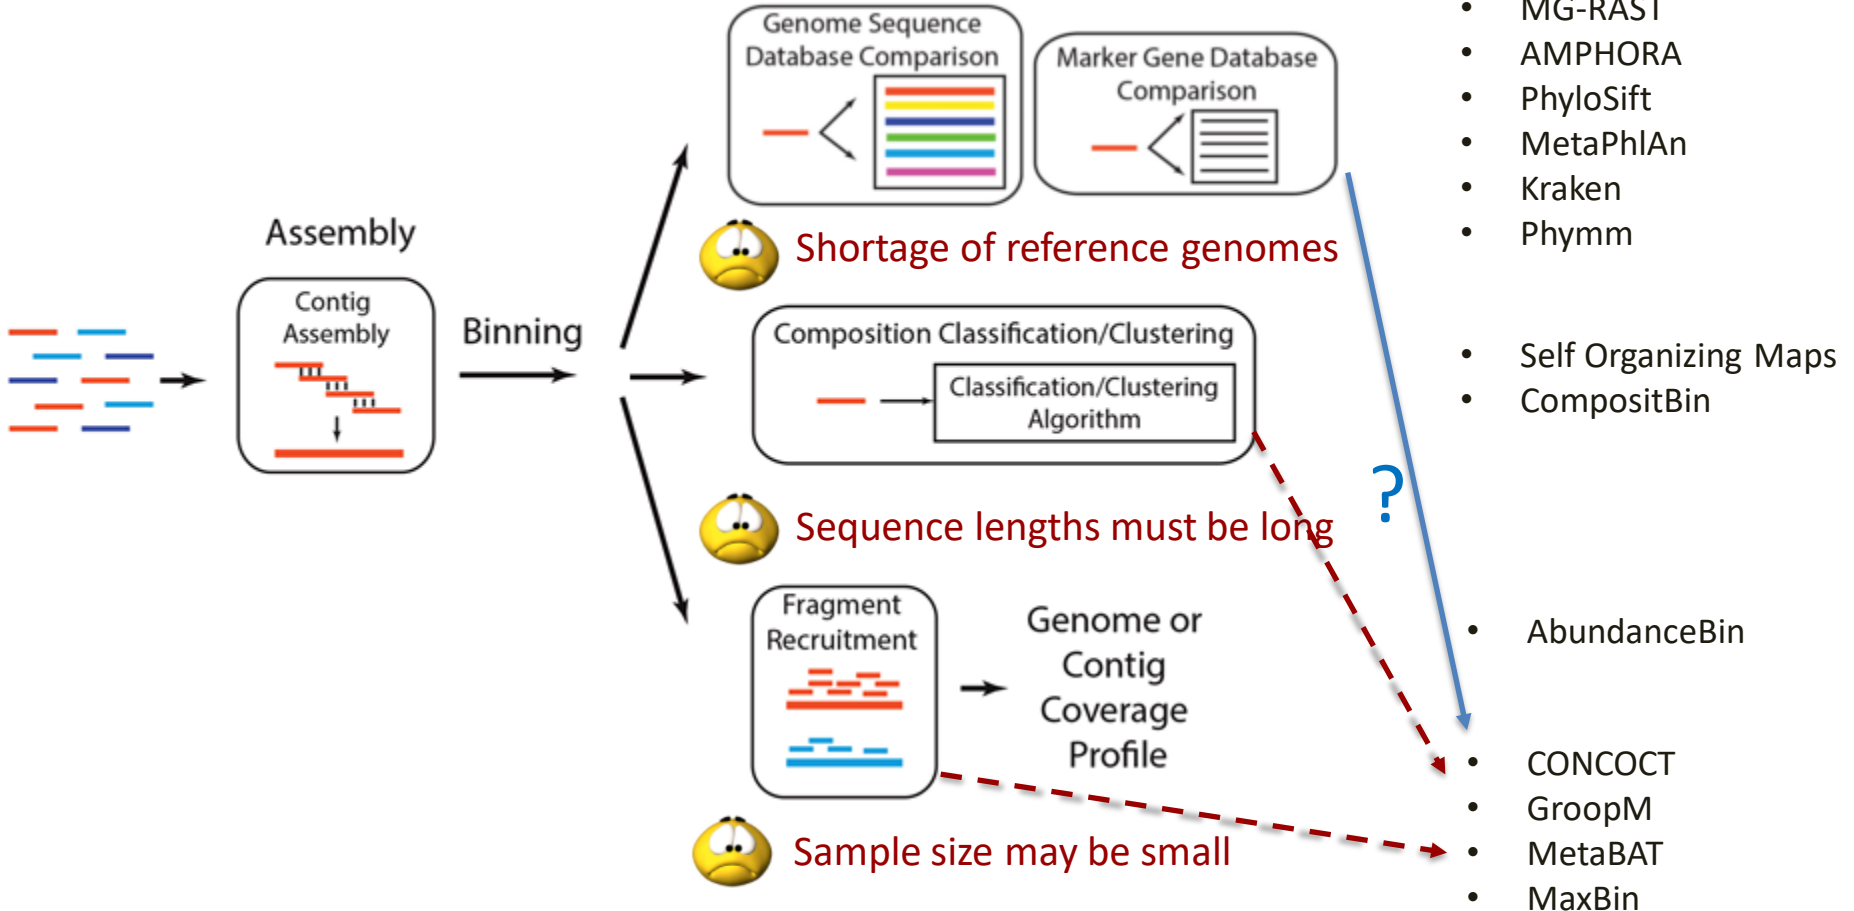 Genome Sequence
Database Comparison
Marker Gene Database
Comparison
Shortage of reference genomes
Assembly
Contig
Assembly
Binning
Composition Classification/Clustering
Classification/Clustering
Algorithm
Sequence lengths must be long
?
Fragment
Recruitment
Genome or
Contig
Coverage
Profile
Sample size may be small
• MG-RAST
• AMPHORA
• PhyloSift
• MetaPhlAn
• Kraken
• Phymm
• Self Organizing Maps
• CompositBin
• AbundanceBin
• CONCOCT
• GroopM
• MetaBAT
• MaxBin